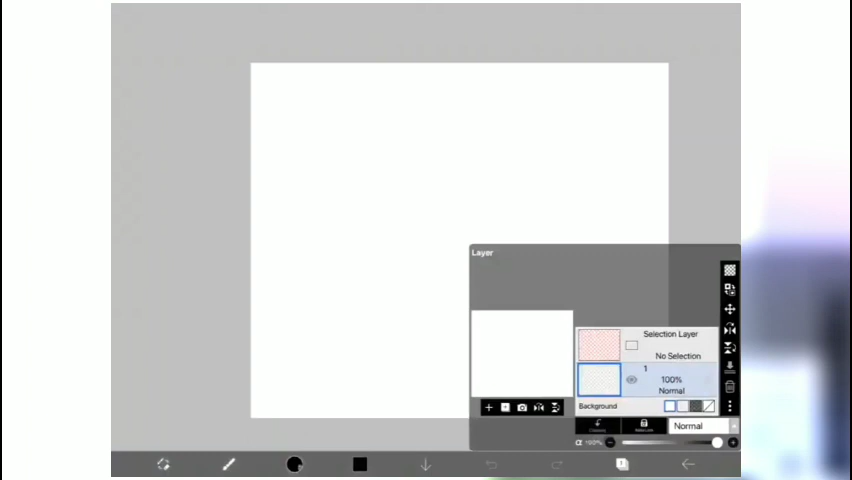 Layer
Selection Layer
No Selection
1
100%
Normal
Background
Normal
α